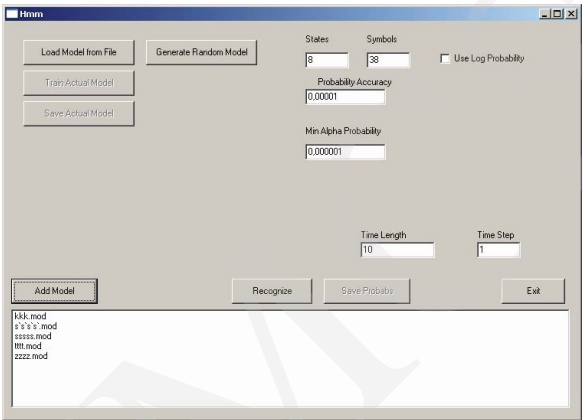 Hmm
Load Model from File
Generate Random Model
States
Symbols
8
38
Use Log Probability
Train Actual Model
Probability Accuracy
0,00001
Save Actual Model
Min Alpha Probability
0,000001
Time Length
Time Step
10
1
Add Model
Recognize
Save Probabs
Exit
kkk.mod
s`s`s`s`.mod
sssss.mod
tttt.mod
zzzz.mod